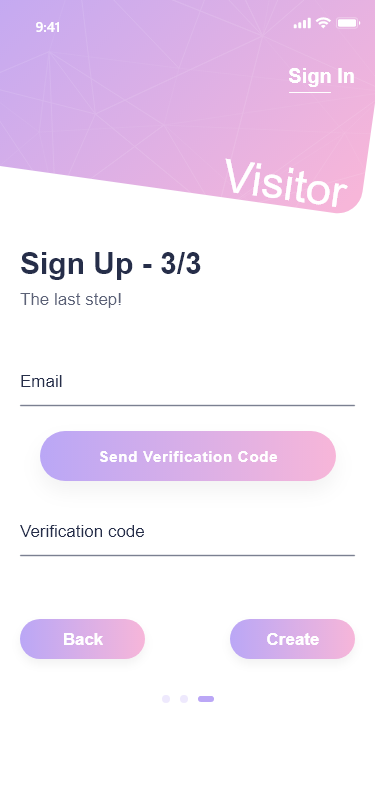 9:41
Sign In
Visitor
Sign Up - 3/3
The last step!
Email
Send Verification Code
Verification code
Back
Create